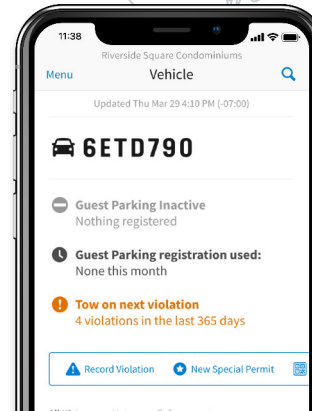 11:38
Riverside Square Condominiums
Menu Vehicle
Updated Thu Mar 29 4:10 PM (-07:00)
6ETD790
Guest Parking Inactive
Nothing registered
Guest Parking registration used:
None this month
Tow on next violation
4 violations in the last 365 days
Record Violation New Special Permit